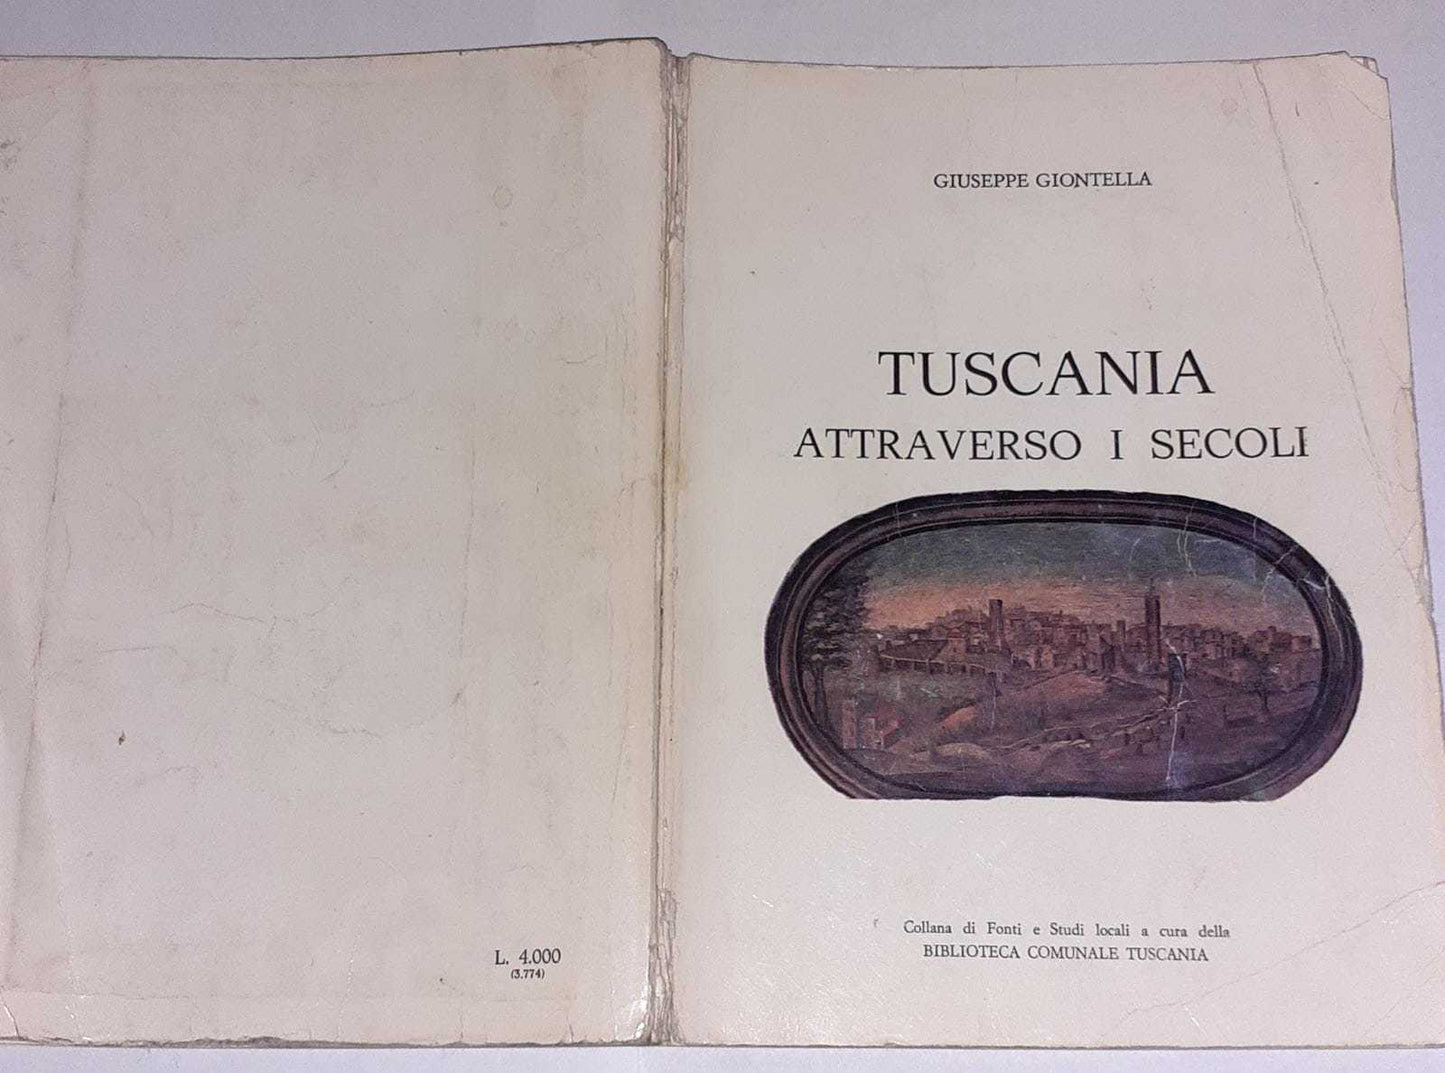 GIUSEPPE GIONTELLA
TUSCANIA
ATTRAVERSO I SECOLI
Collana di Fonti e Studi locali a cura della
BIBLIOTECA COMUNALE TUSCANIA
L. 4.000
(3.774)